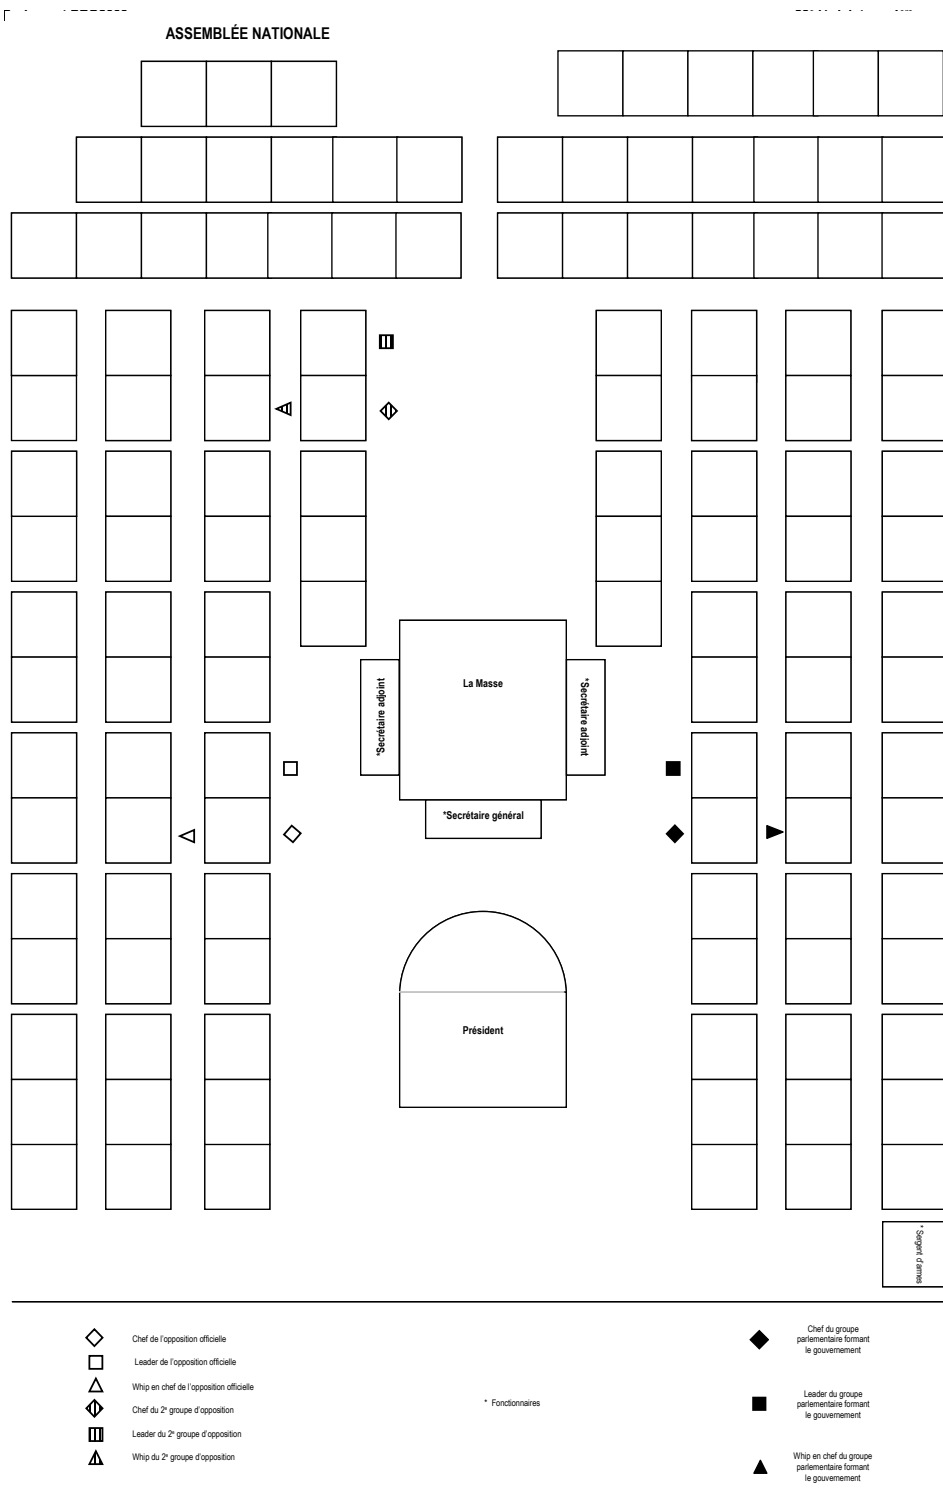 ASSEMBLÉE NATIONALE
La Masse
*Secrétaire adjoint
*Secrétaire adjoint
*Secrétaire général
Président
* Sergent d'armes
Chef de l'opposition officielle
Leader de l'opposition officielle
Whip en chef de l'opposition officielle
Chef du 2e groupe d'opposition
Leader du 2e groupe d'opposition
Whip du 2e groupe d'opposition
* Fonctionnaires
Chef du groupe
parlementaire formant
le gouvernement
Leader du groupe
parlementaire formant
le gouvernement
Whip en chef du groupe
parlementaire formant
le gouvernement